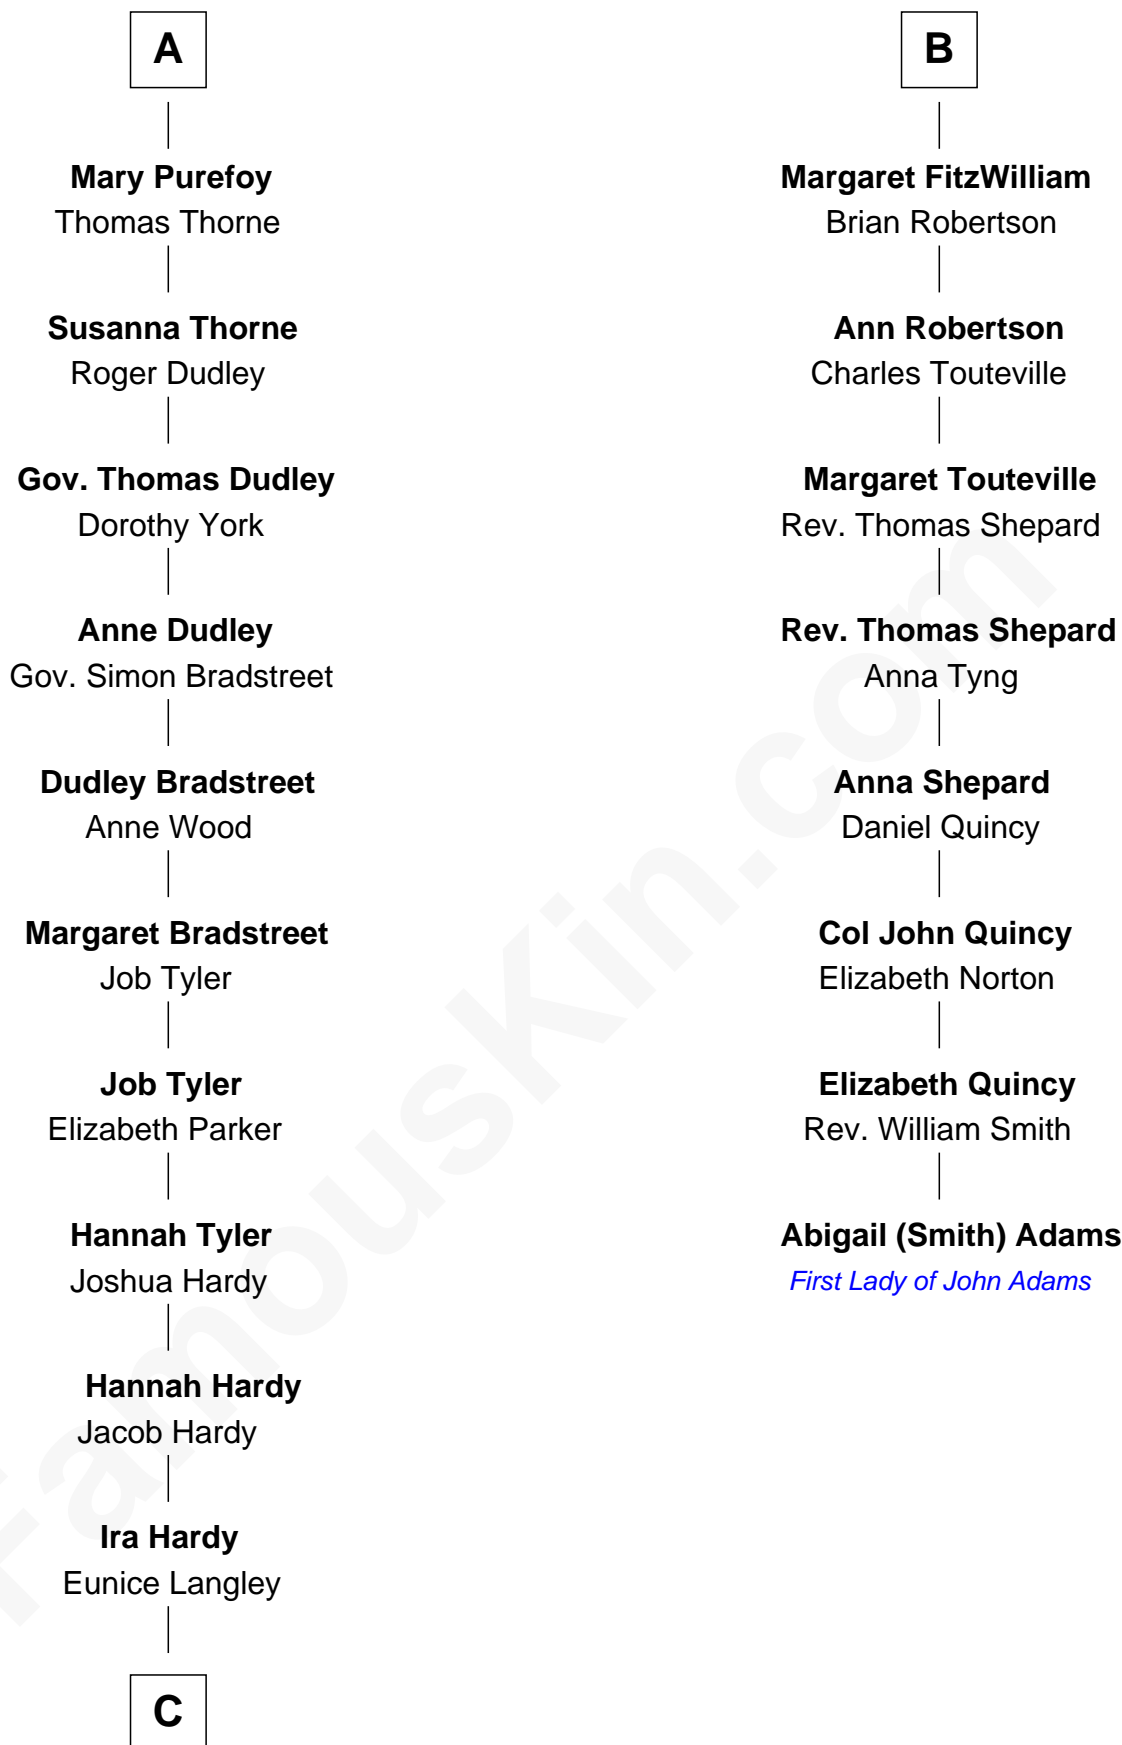 A
Mary Purefoy
Thomas Thorne
Susanna Thorne
Roger Dudley
Gov. Thomas Dudley
Dorothy York
Anne Dudley
Gov. Simon Bradstreet
Dudley Bradstreet
Anne Wood
Margaret Bradstreet
Job Tyler
Job Tyler
Elizabeth Parker
Hannah Tyler
Joshua Hardy
Hannah Hardy
Jacob Hardy
Ira Hardy
Eunice Langley
C
B
Margaret FitzWilliam
Brian Robertson
Ann Robertson
Charles Touteville
Margaret Touteville
Rev. Thomas Shepard
Rev. Thomas Shepard
Anna Tyng
Anna Shepard
Daniel Quincy
Col John Quincy
Elizabeth Norton
Elizabeth Quincy
Rev. William Smith
Abigail (Smith) Adams
First Lady of John Adams
FamousKin.com